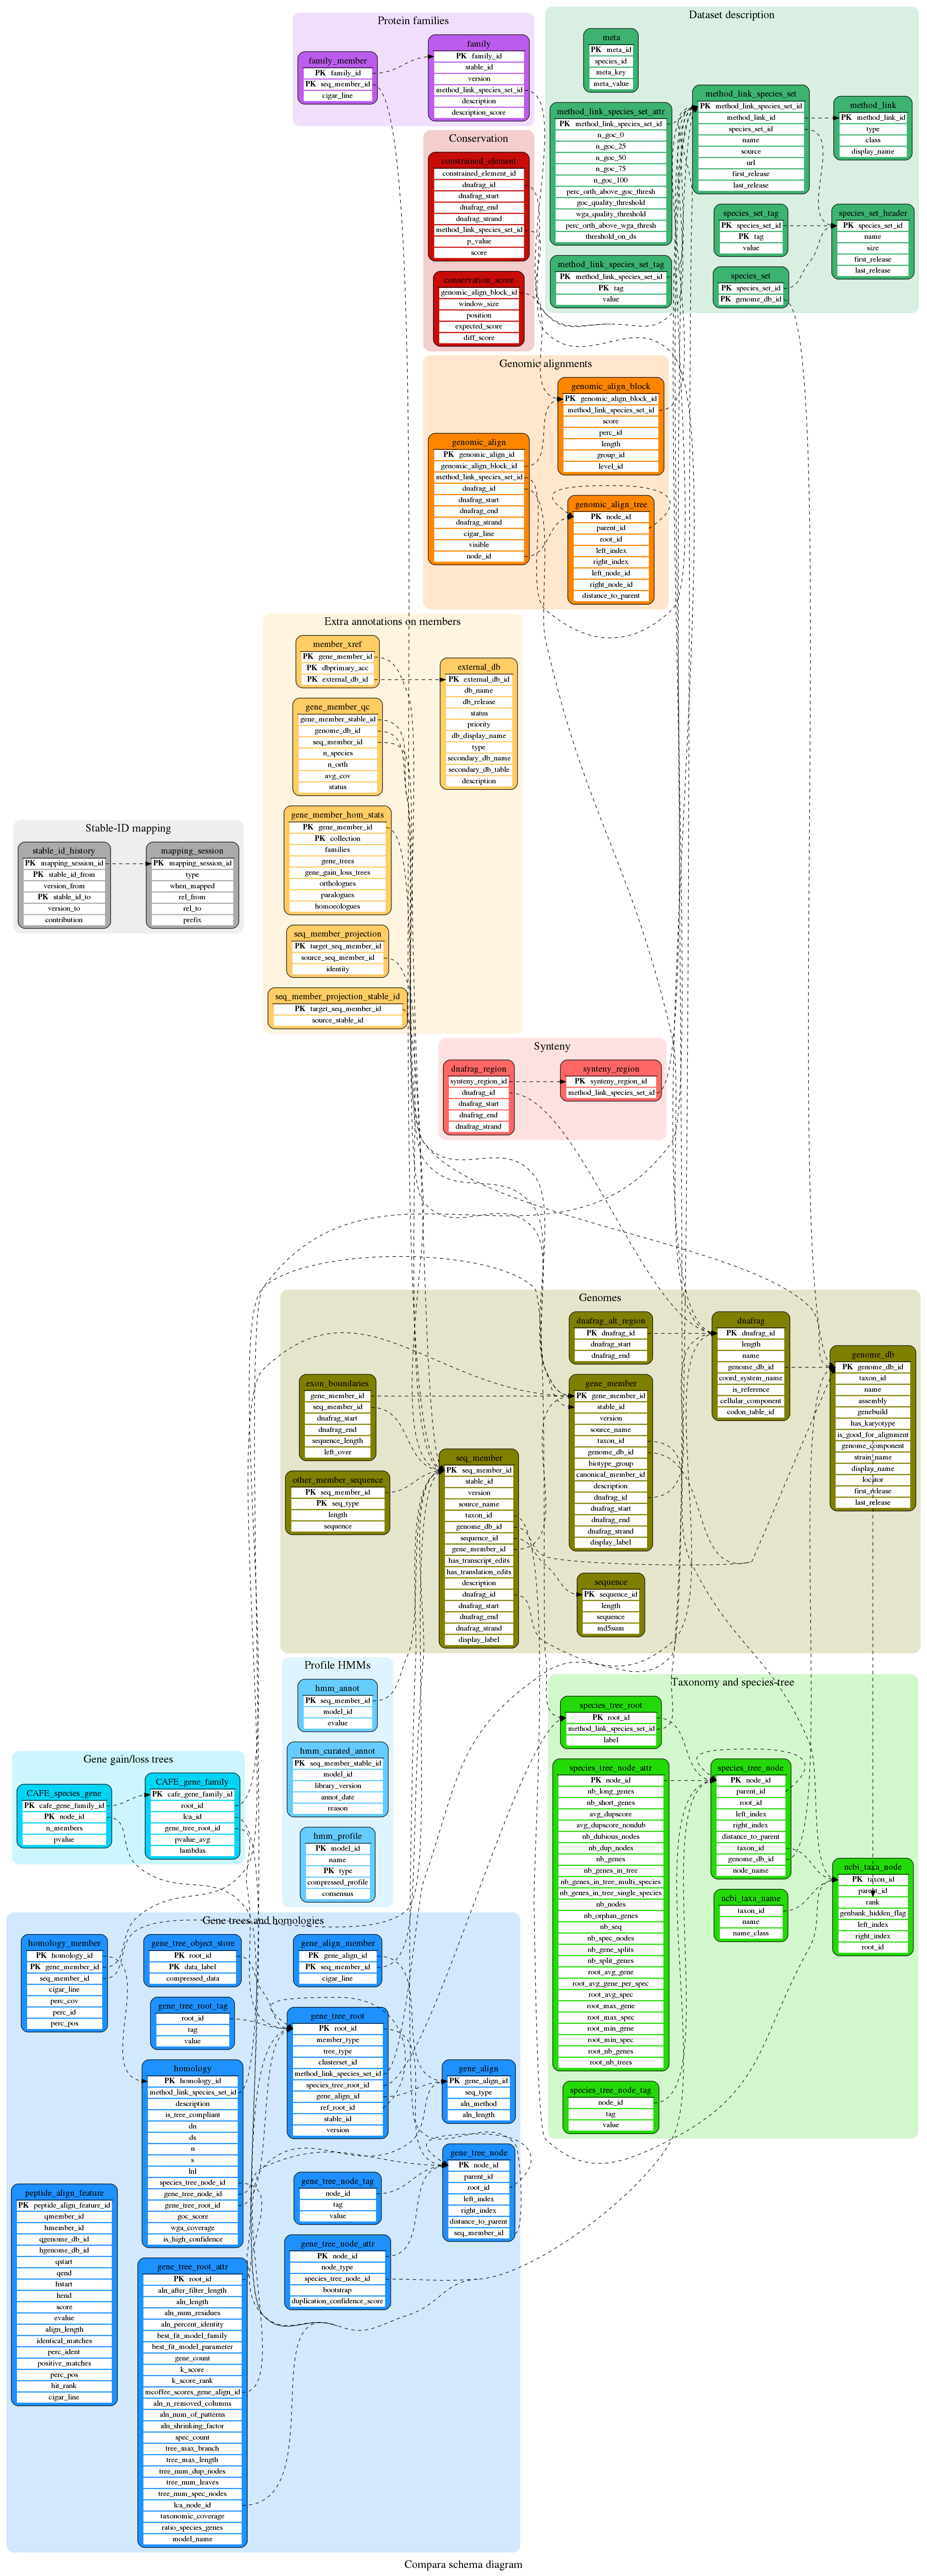 Protein families
family_member
PK family_id
PK seq_member_id
cigar_line
family
PK family_id
stable_id
version
method_link_species_set_id
description
description_score
Dataset description
meta
PK meta_id
species_id
meta_key
meta_value
method_link_species_set_attr
PK method_link_species_set_id
n_goc_0
n_goc_25
n_goc_50
n_goc_75
n_goc_100
perc_orth_above_goc_thresh
goc_quality_threshold
wga_quality_threshold
perc_orth_above_wga_thresh
threshold_on_ds
method_link_species_set_tag
PK method_link_species_set_id
PK tag
value
method_link_species_set
PK method_link_species_set_id
method_link_id
species_set_id
name
source
url
first_release
last_release
method_link
PK method_link_id
type
class
display_name
species_set_tag
PK species_set_id
PK tag
value
species_set
PK species_set_id
PK genome_db_id
species_set_header
PK species_set_id
name
size
first_release
last_release
Conservation
constrained_element
constrained_element_id
dnafrag_id
dnafrag_start
dnafrag_end
dnafrag_strand
method_link_species_set_id
p_value
score
conservation_score
genomic_align_block_id
window_size
position
expected_score
diff_score
Genomic alignments
genomic_align_block
PK genomic_align_block_id
method_link_species_set_id
score
perc_id
length
group_id
level_id
genomic_align
PK genomic_align_id
genomic_align_block_id
method_link_species_set_id
dnafrag_id
dnafrag_start
dnafrag_end
dnafrag_strand
cigar_line
visible
node_id
genomic_align_tree
PK node_id
parent_id
root_id
left_index
right_index
left_node_id
right_node_id
distance_to_parent
Extra annotations on members
member_xref
PK gene_member_id
PK dbprimary_acc
PK external_db_id
external_db
PK external_db_id
db_name
db_release
status
priority
db_display_name
type
secondary_db_name
secondary_db_table
description
gene_member_qc
gene_member_stable_id
genome_db_id
seq_member_id
n_species
n_orth
avg_cov
status
gene_member_hom_stats
PK gene_member_id
PK collection
families
gene_trees
gene_gain_loss_trees
orthologues
paralogues
homoeologues
seq_member_projection
PK target_seq_member_id
source_seq_member_id
identity
seq_member_projection_stable_id
PK target_seq_member_id
source_stable_id
Stable-ID mapping
stable_id_history
PK mapping_session_id
PK stable_id_from
version_from
PK stable_id_to
version_to
contribution
mapping_session
PK mapping_session_id
type
when_mapped
rel_from
rel_to
prefix
Synteny
dnafrag_region
synteny_region_id
dnafrag_id
dnafrag_start
dnafrag_end
dnafrag_strand
synteny_region
PK synteny_region_id
method_link_species_set_id
Genomes
dnafrag_alt_region
PK dnafrag_id
dnafrag_start
dnafrag_end
dnafrag
PK dnafrag_id
length
name
genome_db_id
coord_system_name
is_reference
cellular_component
codon_table_id
genome_db
PK genome_db_id
taxon_id
name
assembly
genebuild
has_karyotype
is_good_for_alignment
genome_component
strain_name
display_name
locator
first_release
last_release
exon_boundaries
gene_member_id
seq_member_id
dnafrag_start
dnafrag_end
sequence_length
left_over
gene_member
PK gene_member_id
stable_id
version
source_name
taxon_id
genome_db_id
biotype_group
canonical_member_id
description
dnafrag_id
dnafrag_start
dnafrag_end
dnafrag_strand
display_label
other_member_sequence
PK seq_member_id
PK seq_type
length
sequence
seq_member
PK seq_member_id
stable_id
version
source_name
taxon_id
genome_db_id
sequence_id
gene_member_id
has_transcript_edits
has_translation_edits
description
dnafrag_id
dnafrag_start
dnafrag_end
dnafrag_strand
display_label
sequence
PK sequence_id
length
sequence
md5sum
Profile HMMs
hmm_annot
PK seq_member_id
model_id
evalue
hmm_curated_annot
PK seq_member_stable_id
model_id
library_version
annot_date
reason
hmm_profile
PK model_id
name
PK type
compressed_profile
consensus
Gene gain/loss trees
CAFE_species_gene
PK cafe_gene_family_id
PK node_id
n_members
pvalue
CAFE_gene_family
PK cafe_gene_family_id
root_id
lca_id
gene_tree_root_id
pvalue_avg
lambdas
Taxonomy and species-tree
species_tree_root
PK root_id
method_link_species_set_id
label
species_tree_node_attr
PK node_id
nb_long_genes
nb_short_genes
avg_dupscore
avg_dupscore_nondub
nb_dubious_nodes
nb_dup_nodes
nb_genes
nb_genes_in_tree
nb_genes_in_tree_multi_species
nb_genes_in_tree_single_species
nb_nodes
nb_orphan_genes
nb_seq
nb_spec_nodes
nb_gene_splits
nb_split_genes
root_avg_gene
root_avg_gene_per_spec
root_avg_spec
root_max_gene
root_max_spec
root_min_gene
root_min_spec
root_nb_genes
root_nb_trees
species_tree_node_tag
node_id
tag
value
species_tree_node
PK node_id
parent_id
root_id
left_index
right_index
distance_to_parent
taxon_id
genome_db_id
node_name
ncbi_taxa_name
taxon_id
name
name_class
ncbi_taxa_node
PK taxon_id
parent_id
rank
genbank_hidden_flag
left_index
right_index
root_id
Gene trees and homologies
homology_member
PK homology_id
PK gene_member_id
seq_member_id
cigar_line
perc_cov
perc_id
perc_pos
gene_tree_object_store
PK root_id
PK data_label
compressed_data
gene_align_member
PK gene_align_id
PK seq_member_id
cigar_line
gene_tree_root_tag
root_id
tag
value
gene_tree_root
PK root_id
member_type
tree_type
clusterset_id
method_link_species_set_id
species_tree_root_id
gene_align_id
ref_root_id
stable_id
version
homology
PK homology_id
method_link_species_set_id
description
is_tree_compliant
dn
ds
n
s
lnl
species_tree_node_id
gene_tree_node_id
gene_tree_root_id
goc_score
wga_coverage
is_high_confidence
gene_align
PK gene_align_id
seq_type
aln_method
aln_length
gene_tree_node
PK node_id
parent_id
root_id
left_index
right_index
distance_to_parent
seq_member_id
gene_tree_node_tag
node_id
tag
value
gene_tree_node_attr
PK node_id
node_type
species_tree_node_id
bootstrap
duplication_confidence_score
peptide_align_feature
PK peptide_align_feature_id
qmember_id
hmember_id
qgenome_db_id
hgenome_db_id
qstart
qend
hstart
hend
score
evalue
align_length
identical_matches
perc_ident
positive_matches
perc_pos
hit_rank
cigar_line
gene_tree_root_attr
PK root_id
aln_after_filter_length
aln_length
aln_num_residues
aln_percent_identity
best_fit_model_family
best_fit_model_parameter
gene_count
k_score
k_score_rank
mcoffee_scores_gene_align_id
aln_n_removed_columns
aln_num_of_patterns
aln_shrinking_factor
spec_count
tree_max_branch
tree_max_length
tree_num_dup_nodes
tree_num_leaves
tree_num_spec_nodes
lca_node_id
taxonomic_coverage
ratio_species_genes
model_name
Compara schema diagram